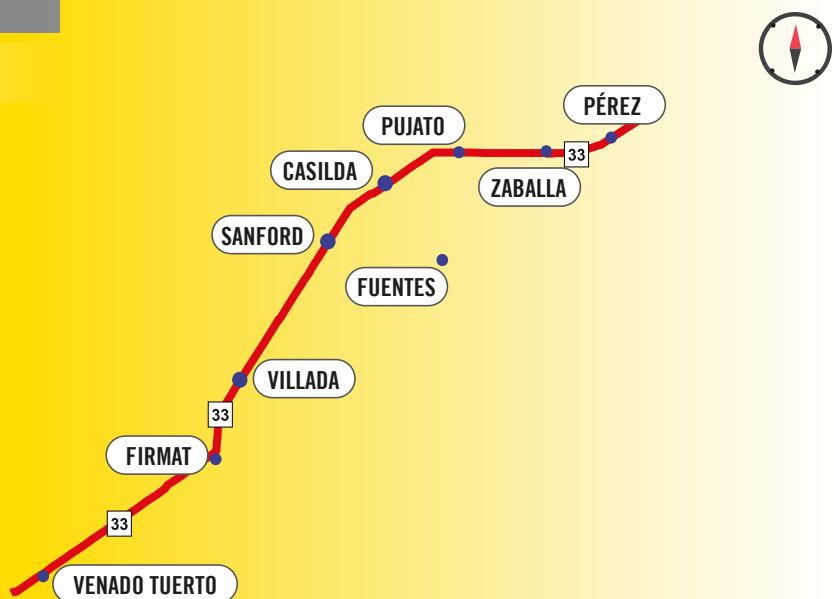 PÉREZ
PUJATO
33
CASILDA
ZABALLA
SANFORD
FUENTES
VILLADA
33
FIRMAT
33
VENADO TUERTO